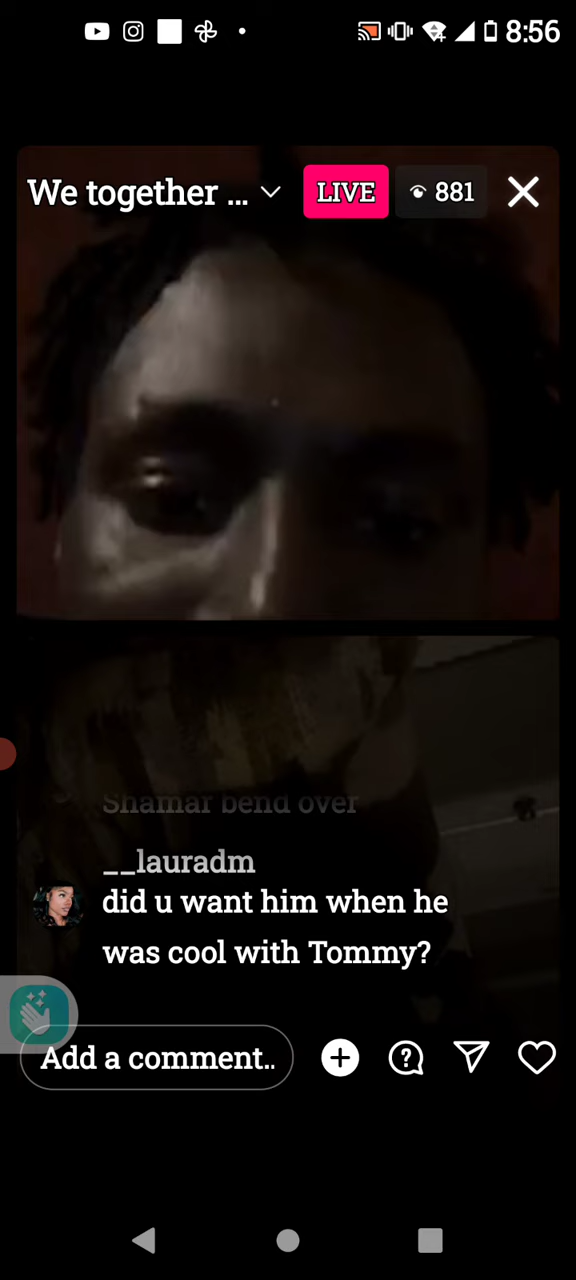 8:56
We together ...
LIVE
881
Shamar bend over
__lauradm
did u want him when he
was cool with Tommy?
Add a comment..